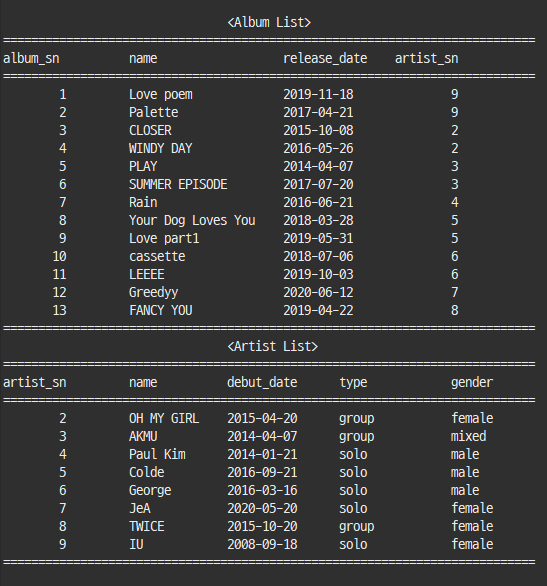 <Album List>
============================================================================
album_sn name release_date artist_sn
============================================================================
1 Love poem 2019-11-18 9
2 Palette 2017-04-21 9
3 CLOSER 2015-10-08 2
4 WINDY DAY 2016-05-26 2
5 PLAY 2014-04-07 3
6 SUMMER EPISODE 2017-07-20 3
7 Rain 2016-06-21 4
8 Your Dog Loves You 2018-03-28 5
9 Love part1 2019-05-31 5
10 cassette 2018-07-06 6
11 LEEEE 2019-10-03 6
12 Greedyy 2020-06-12 7
13 FANCY YOU 2019-04-22 8
============================================================================
<Artist List>
============================================================================
artist_sn name debut_date type gender
============================================================================
2 OH MY GIRL 2015-04-20 group female
3 AKMU 2014-04-07 group mixed
4 Paul Kim 2014-01-21 solo male
5 Colde 2016-09-21 solo male
6 George 2016-03-16 solo male
7 JeA 2020-05-20 solo female
8 TWICE 2015-10-20 group female
9 IU 2008-09-18 solo female
============================================================================